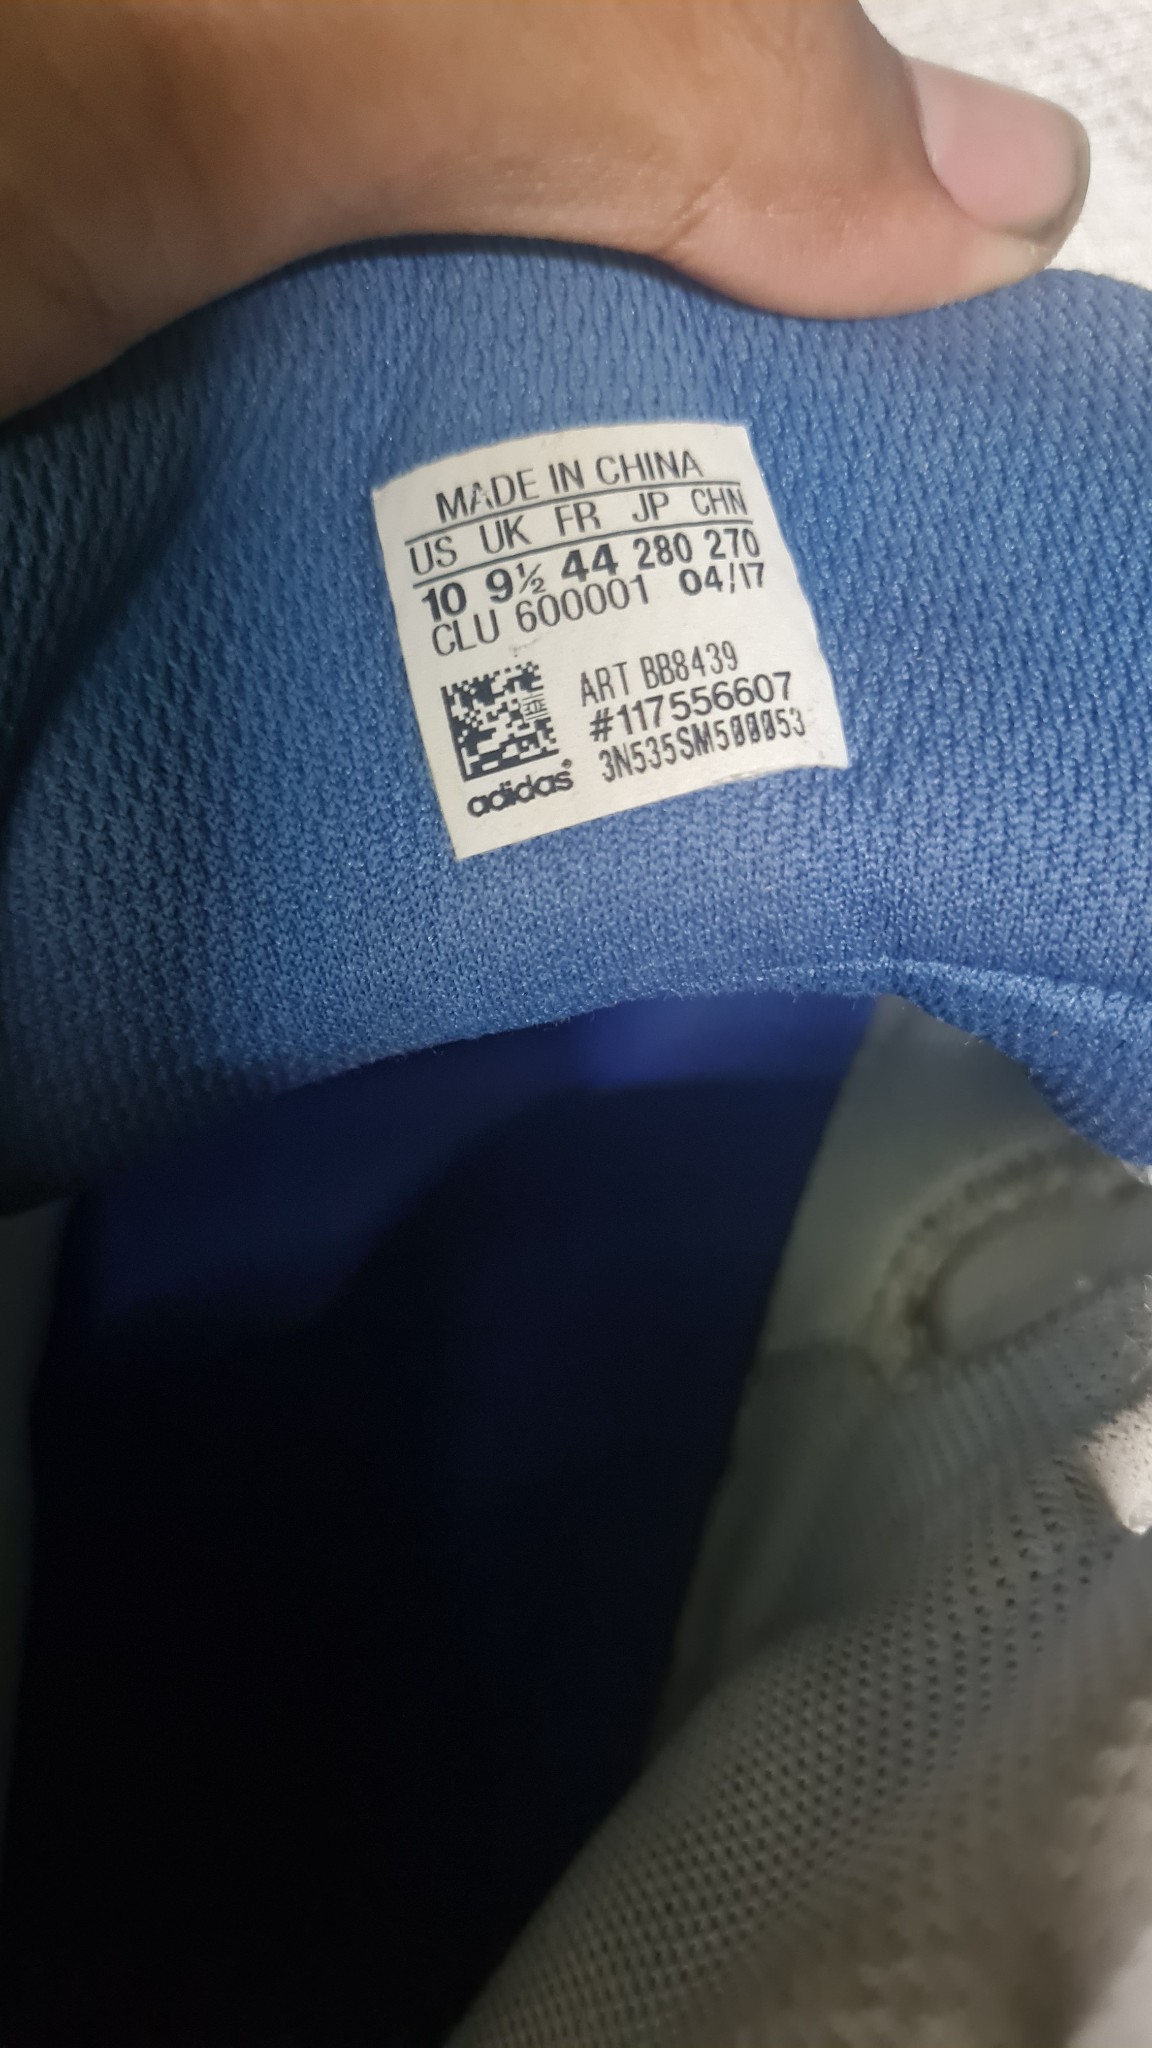 MADE IN CHINA
US UK FR JP CHN
10 9½ 44 280 270
CLU 600001 04/17
ART BB8439
#117556607
3N535SM500053
adidas®